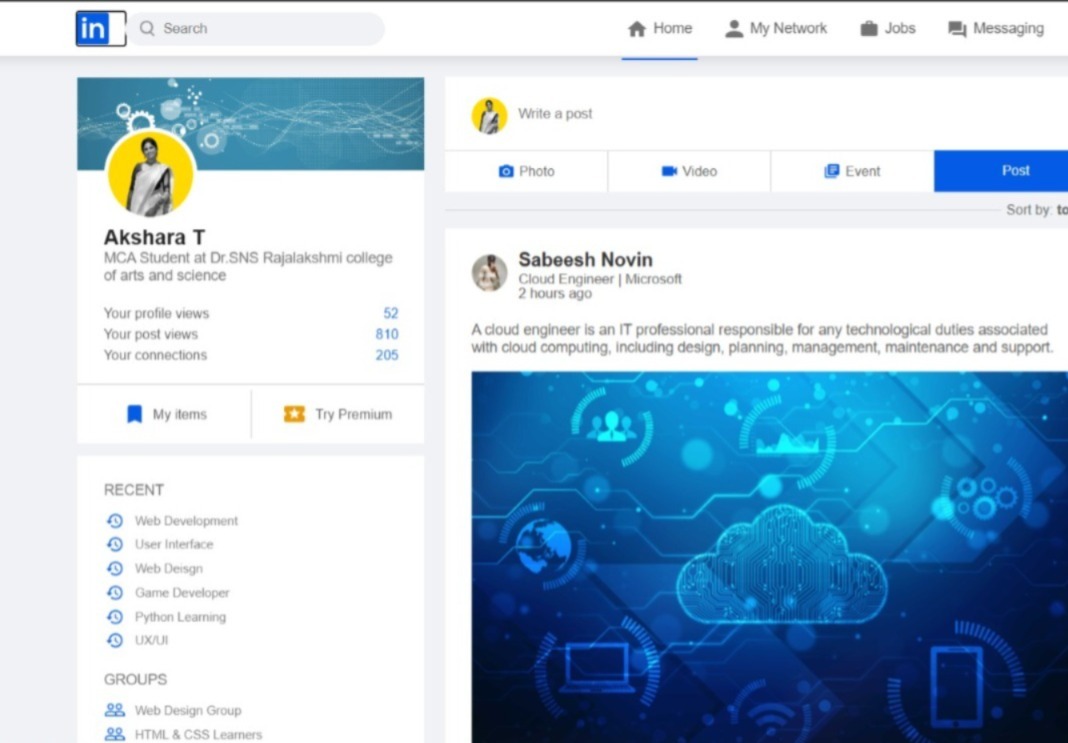 in
Search
Home
My Network
Jobs
Messaging
Akshara T
MCA Student at Dr.SNS Rajalakshmi college
of arts and science
Your profile views 52
Your post views 810
Your connections 205
My items
Try Premium
RECENT
Web Development
User Interface
Web Deisgn
Game Developer
Python Learning
UX/UI
GROUPS
Web Design Group
HTML & CSS Learners
Write a post
Photo
Video
Event
Post
Sort by: to
Sabeesh Novin
Cloud Engineer | Microsoft
2 hours ago
A cloud engineer is an IT professional responsible for any technological duties associated
with cloud computing, including design, planning, management, maintenance and support.